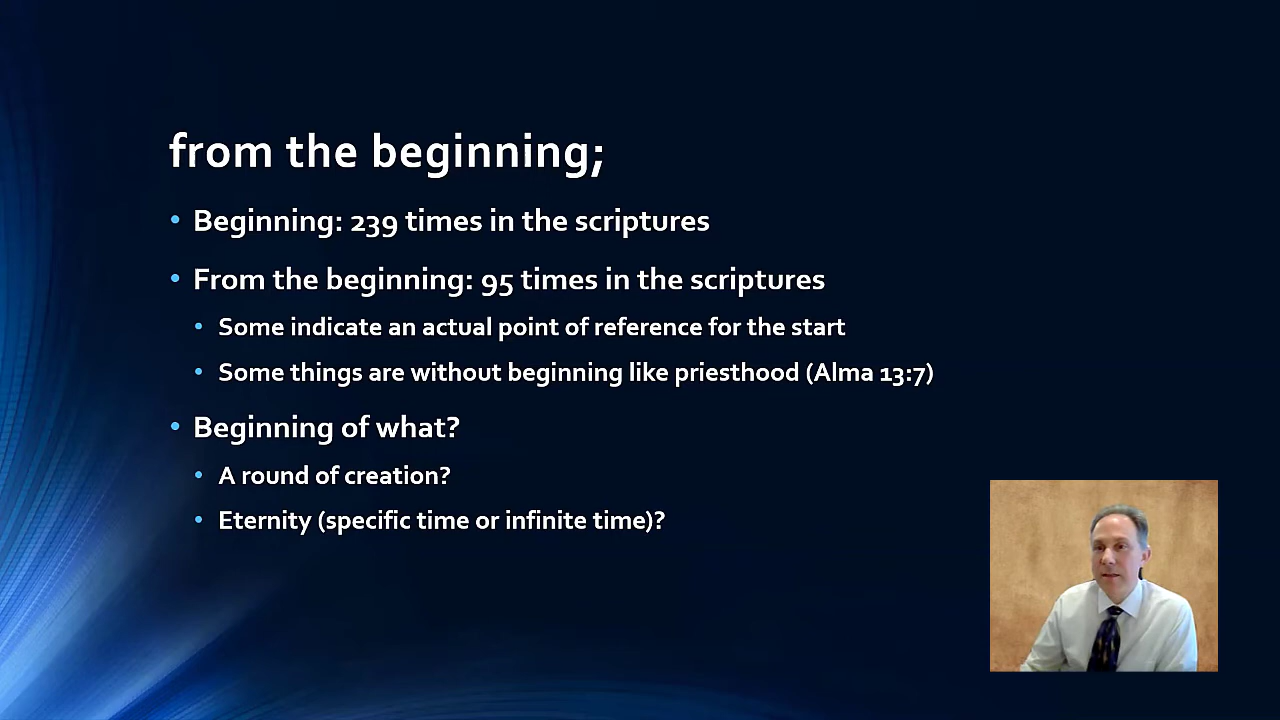 from the beginning;
• Beginning: 239 times in the scriptures
• From the beginning: 95 times in the scriptures
• Some indicate an actual point of reference for the start
• Some things are without beginning like priesthood (Alma 13:7)
• Beginning of what?
• A round of creation?
• Eternity (specific time or infinite time)?